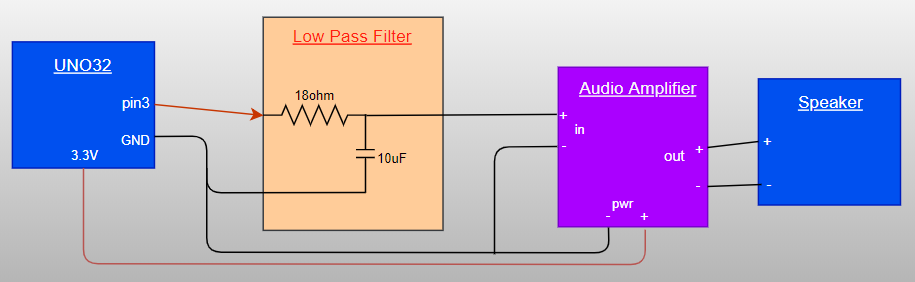 Low Pass Filter
UNO32
18ohm
Audio Amplifier
Speaker
pin3
+
in
GND
3.3V
10uF
-
out
+
+
-
-
pwr
-
+